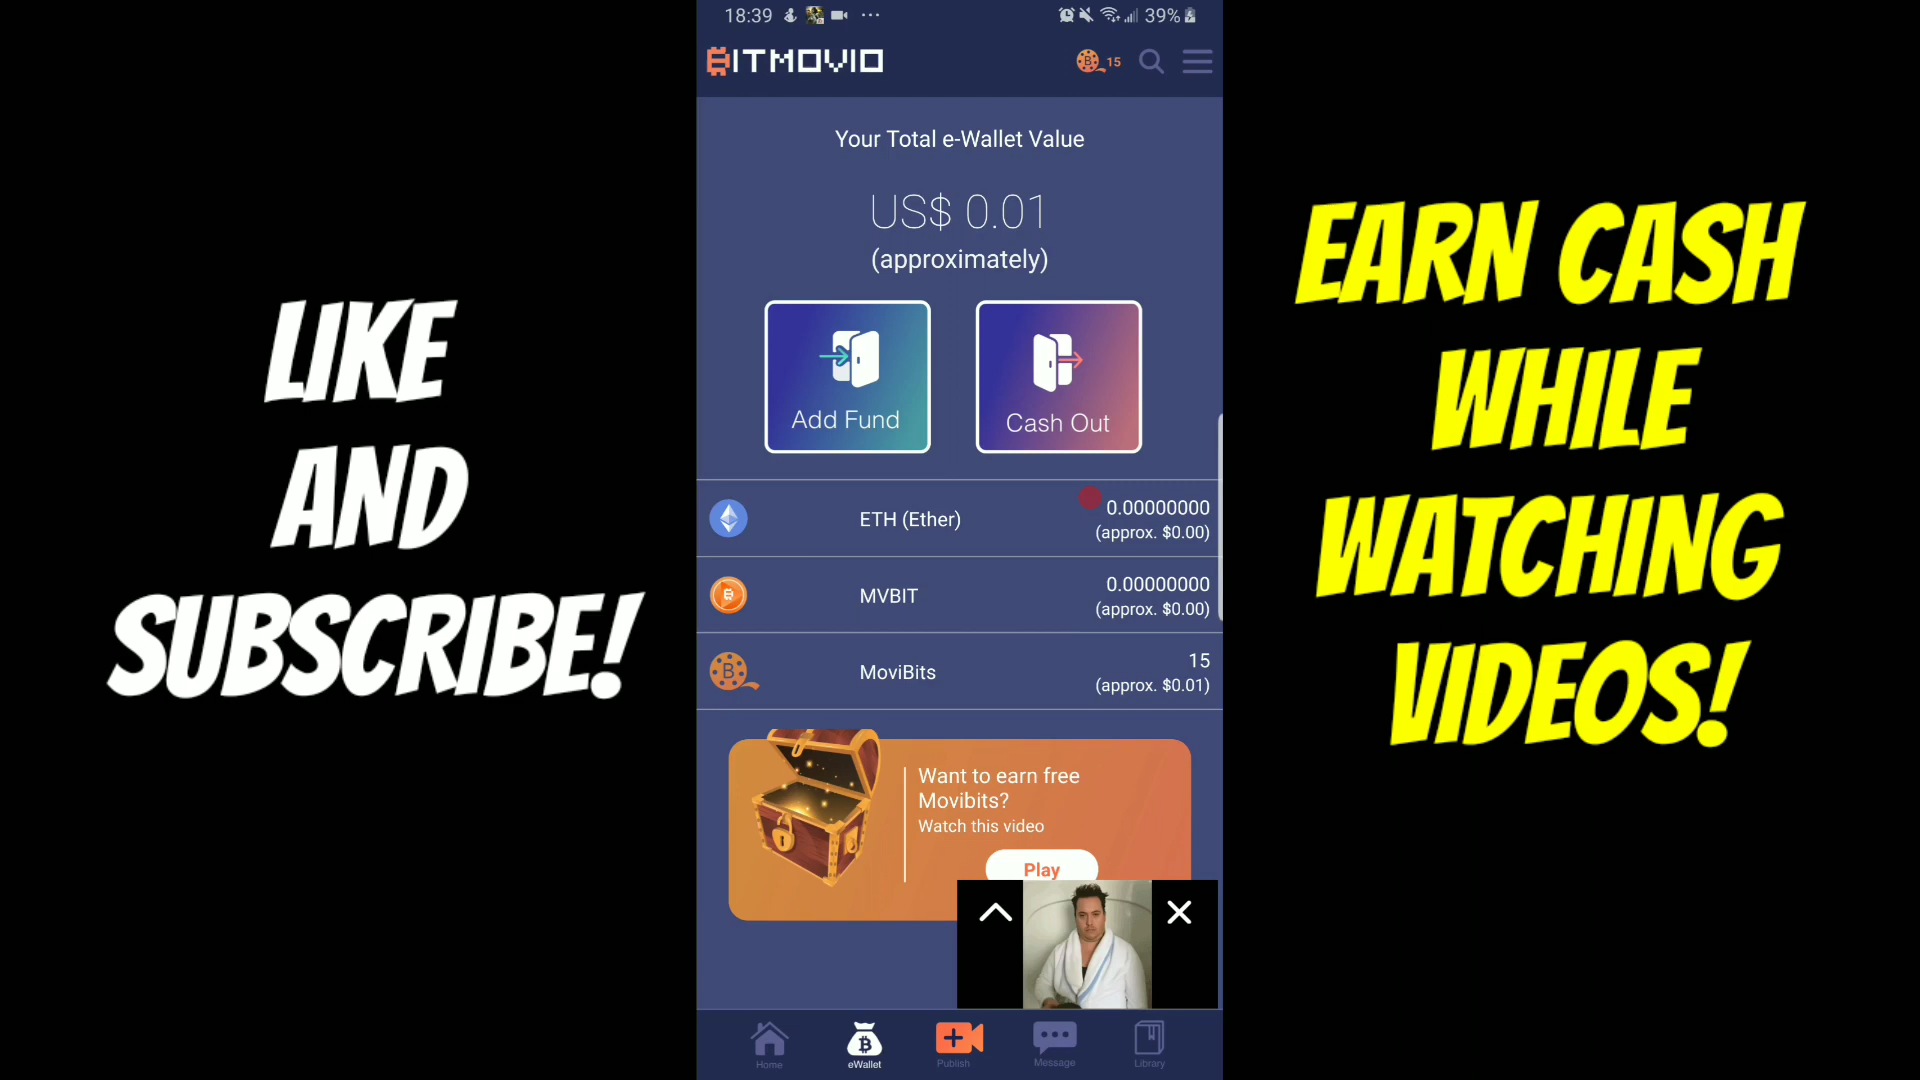 LIKE
AND
SUBSCRIBE!
18:39
39%
BITMOVIO
15
Your Total e-Wallet Value
US$ 0.01
(approximately)
Add Fund
Cash Out
ETH (Ether)
0.00000000
(approx. $0.00)
MVBIT
0.00000000
(approx. $0.00)
MoviBits
15
(approx. $0.01)
Want to earn free
Movibits?
Watch this video
Play
Home
eWallet
Publish
Message
Library
EARN CASH
WHILE
WATCHING
VIDEOS!